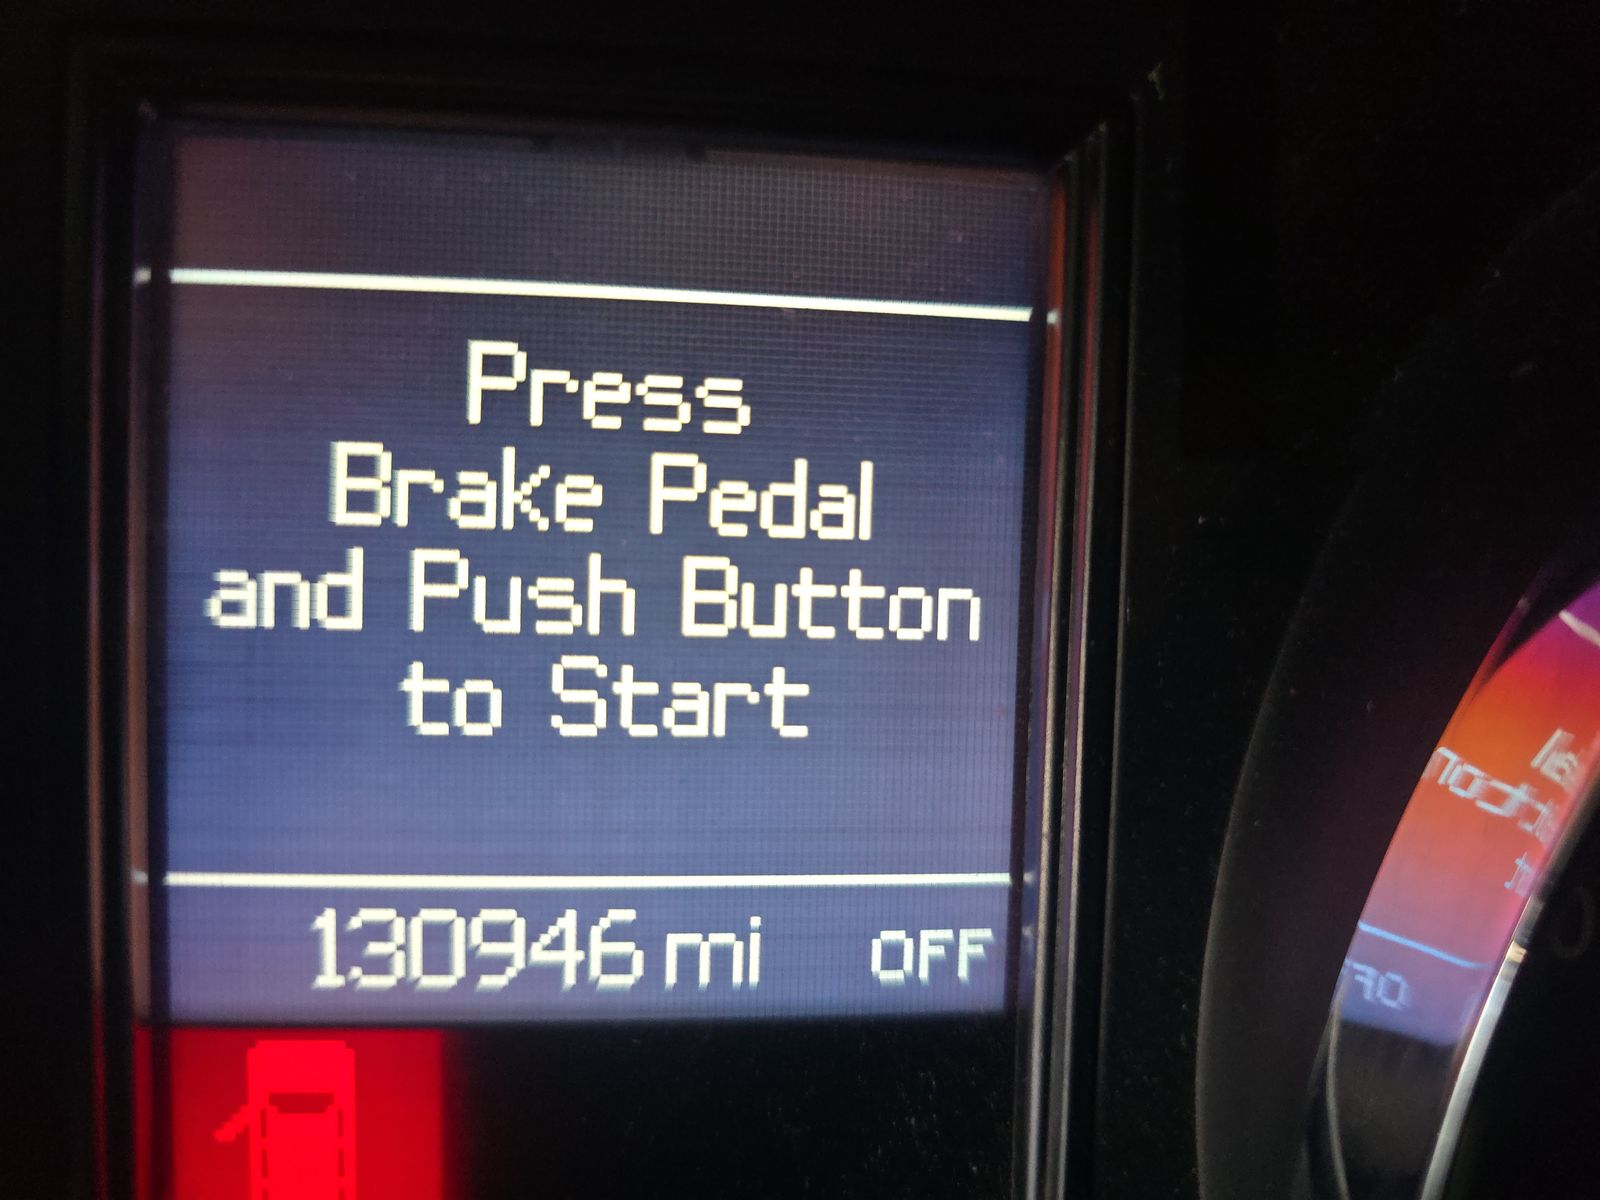 Press
Brake Pedal
and Push Button
to Start
130946 mi OFF